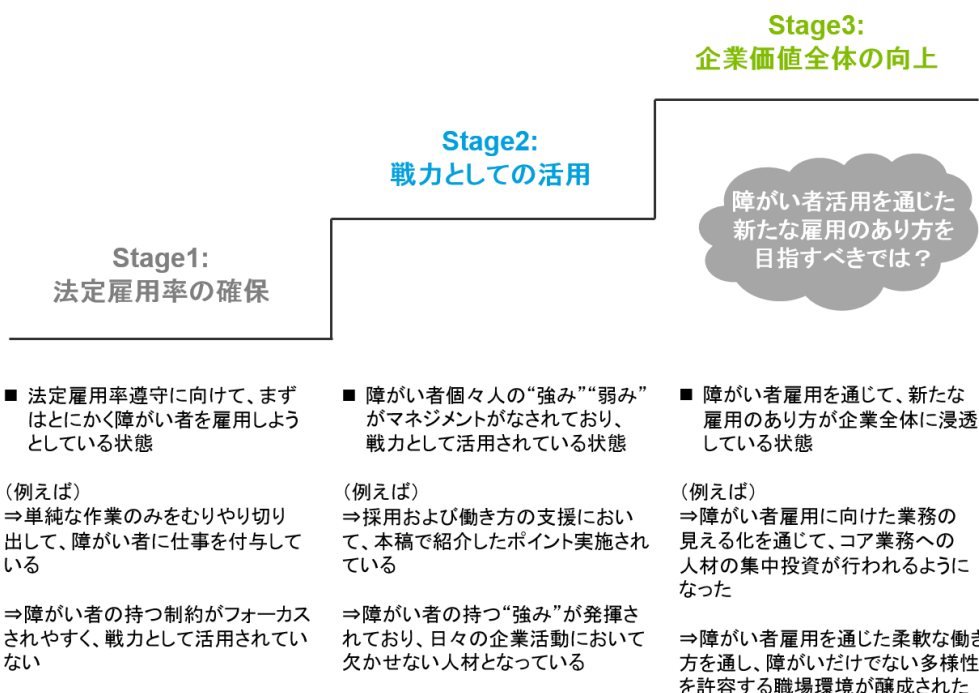 Stage3:
企業価値全体の向上
Stage2:
戦力としての活用
障がい者活用を通じた
新たな雇用のあり方を
目指すべきでは？
Stage1:
法定雇用率の確保
■ 法定雇用率遵守に向けて、まず
はとにかく障がい者を雇用しよう
としている状態
（例えば）
⇒単純な作業のみをむりやり切り
出して、障がい者に仕事を付与して
いる
⇒障がい者の持つ制約がフォーカス
されやすく、戦力として活用されてい
ない
■ 障がい者個々人の“強み”“弱み”
がマネジメントがなされており、
戦力として活用されている状態
（例えば）
⇒採用および働き方の支援におい
て、本稿で紹介したポイント実施され
ている
⇒障がい者の持つ“強み”が発揮さ
れており、日々の企業活動において
欠かせない人材となっている
■ 障がい者雇用を通じて、新たな
雇用のあり方が企業全体に浸透
している状態
（例えば）
⇒障がい者雇用に向けた業務の
見える化を通じて、コア業務への
人材の集中投資が行われるように
なった
⇒障がい者雇用を通じた柔軟な働き
方を通し、障がいだけでない多様性
を許容する職場環境が醸成された